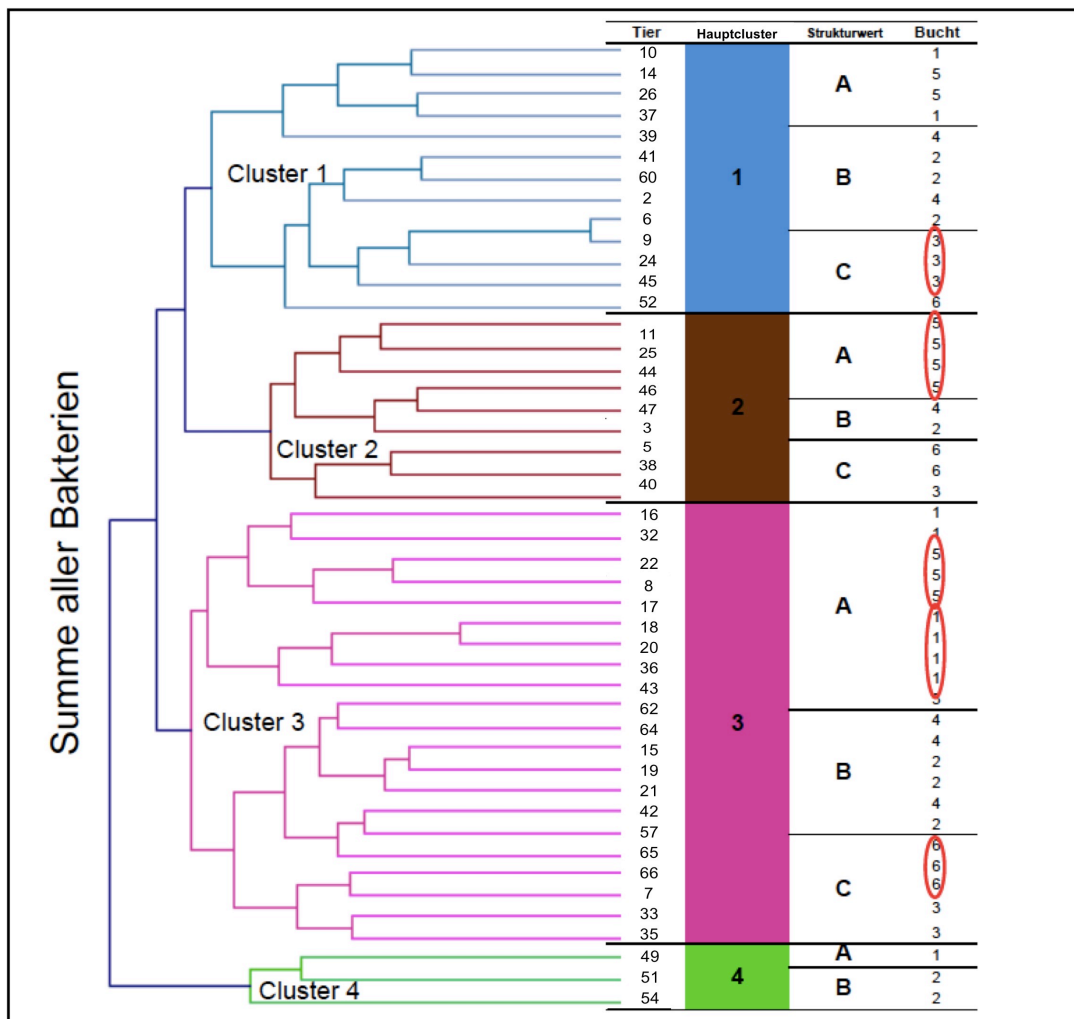 Tier Hauptcluster Strukturwert Bucht
10 1
14 5
A
26 5
37 1
39 4
41 2
Cluster 1
60 1 B 2
2 4
6 2
9 3
24 3
C
45 3
52 6
11 5
25 5
A
44 5
46 5
47 2 4
B
3 2
Cluster 2
5 6
38 C 6
40 3
16 1
32 1
22 5
8 5
A
17 5
18 1
20 1
36 1
43 1
62 5
Cluster 3
3
64 4
15 4
19 B 2
21 2
42 4
57 2
65 6
66 6
C
7 6
33 3
35 3
49 A 1
51 4 2
Cluster 4
B
54 2
Summe aller Bakterien